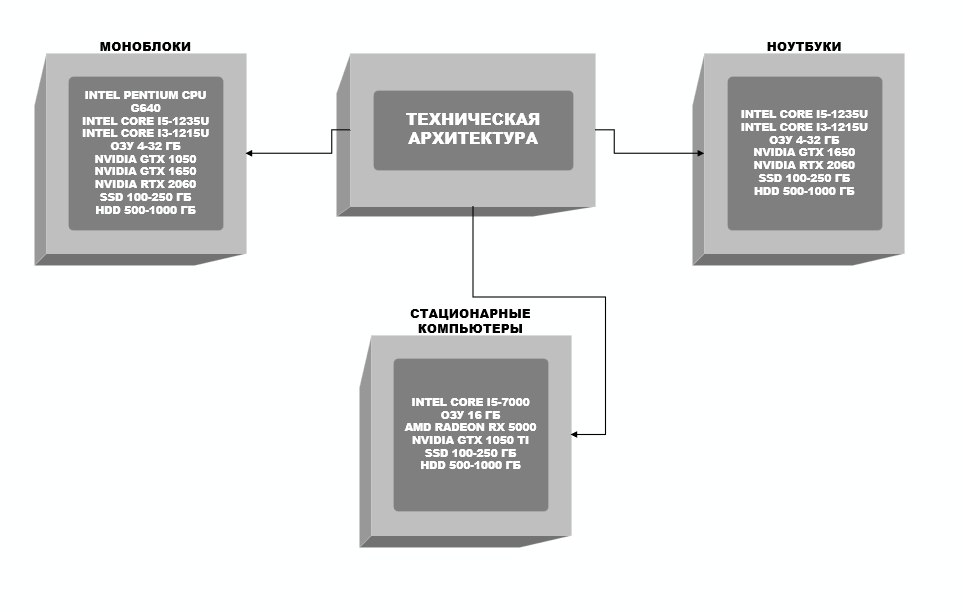 МОНОБЛОКИ
INTEL PENTIUM CPU
G640
INTEL CORE I5-1235U
INTEL CORE I3-1215U
ОЗУ 4-32 ГБ
NVIDIA GTX 1050
NVIDIA GTX 1650
NVIDIA RTX 2060
SSD 100-250 ГБ
HDD 500-1000 ГБ
ТЕХНИЧЕСКАЯ
АРХИТЕКТУРА
НОУТБУКИ
INTEL CORE I5-1235U
INTEL CORE I3-1215U
ОЗУ 4-32 ГБ
NVIDIA GTX 1650
NVIDIA RTX 2060
SSD 100-250 ГБ
HDD 500-1000 ГБ
СТАЦИОНАРНЫЕ
КОМПЬЮТЕРЫ
INTEL CORE I5-7000
ОЗУ 16 ГБ
AMD RADEON RX 5000
NVIDIA GTX 1050 TI
SSD 100-250 ГБ
HDD 500-1000 ГБ